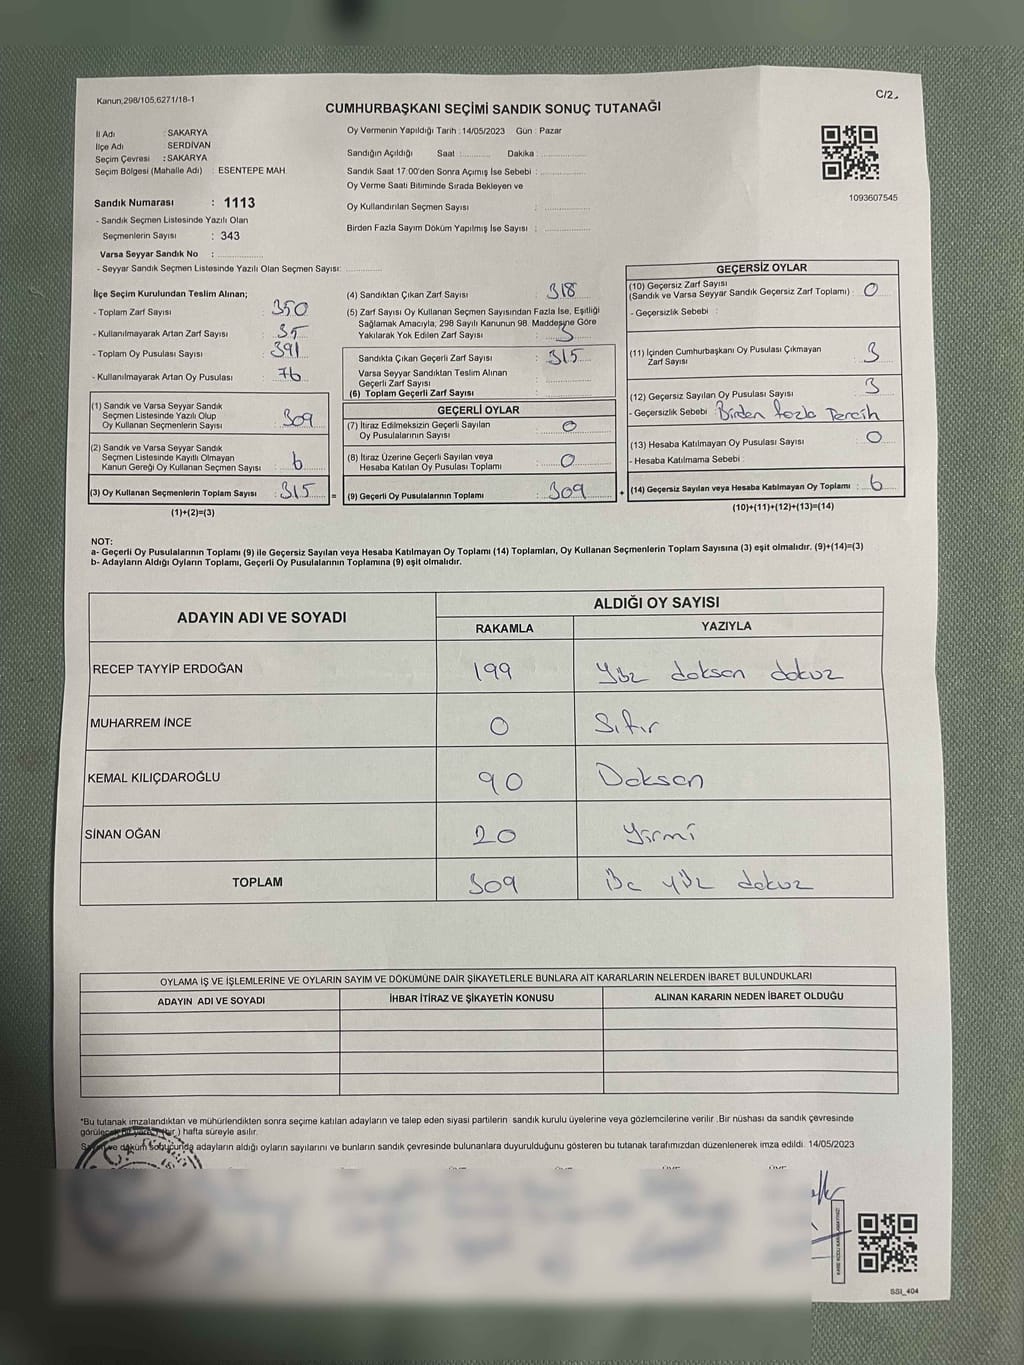 Kanun,298/105,6271/18-1
C/2
CUMHURBAŞKANI SEÇİMİ SANDIK SONUÇ TUTANAĞI
İl Adı : SAKARYA
İlçe Adı : SERDİVAN
Seçim Çevresi : SAKARYA
Seçim Bölgesi (Mahalle Adı) : ESENTEPE MAH
Sandık Numarası : 1113
- Sandık Seçmen Listesinde Yazılı Olan
Seçmenlerin Sayısı : 343
Varsa Seyyar Sandık No :
- Seyyar Sandık Seçmen Listesinde Yazılı Olan Seçmen Sayısı:
Oy Vermenin Yapıldığı Tarih : 14/05/2023 Gün : Pazar
Sandığın Açıldığı Saat : Dakika :
Sandık Saat 17.00'den Sonra Açımış İse Sebebi :
Oy Verme Saati Bitiminde Sırada Bekleyen ve
Oy Kullandırılan Seçmen Sayısı :
Birden Fazla Sayım Döküm Yapılmış İse Sayısı :
1093607545
İlçe Seçim Kurulundan Teslim Alınan;
- Toplam Zarf Sayısı : 350
- Kullanılmayarak Artan Zarf Sayısı : 35
- Toplam Oy Pusulası Sayısı : 391
- Kullanılmayarak Artan Oy Pusulası : 76
(1) Sandık ve Varsa Seyyar Sandık
Seçmen Listesinde Yazılı Olup
Oy Kullanan Seçmenlerin Sayısı : 309
(2) Sandık ve Varsa Seyyar Sandık
Seçmen Listesinde Kayıtlı Olmayan
Kanun Gereği Oy Kullanan Seçmen Sayısı : 6
(3) Oy Kullanan Seçmenlerin Toplam Sayısı : 315 =
(1)+(2)=(3)
(4) Sandıktan Çıkan Zarf Sayısı : 318
(5) Zarf Sayısı Oy Kullanan Seçmen Sayısından Fazla İse, Eşitliği
Sağlamak Amacıyla, 298 Sayılı Kanunun 98. Maddesine Göre
Yakılarak Yok Edilen Zarf Sayısı : 3
Sandıkta Çıkan Geçerli Zarf Sayısı : 315
Varsa Seyyar Sandıktan Teslim Alınan
Geçerli Zarf Sayısı :
(6) Toplam Geçerli Zarf Sayısı :
GEÇERLİ OYLAR
(7) İtiraz Edilmeksizin Geçerli Sayılan
Oy Pusulalarının Sayısı : 0
(8) İtiraz Üzerine Geçerli Sayılan veya
Hesaba Katılan Oy Pusulası Toplamı : 0
(9) Geçerli Oy Pusulalarının Toplamı : 309 +
GEÇERSİZ OYLAR
(10) Geçersiz Zarf Sayısı
(Sandık ve Varsa Seyyar Sandık Geçersiz Zarf Toplamı) : 0
- Geçersizlik Sebebi :
(11) İçinden Cumhurbaşkanı Oy Pusulası Çıkmayan
Zarf Sayısı : 3
(12) Geçersiz Sayılan Oy Pusulası Sayısı : 3
- Geçersizlik Sebebi : Birden fazla Tercih
(13) Hesaba Katılmayan Oy Pusulası Sayısı : 0
- Hesaba Katılmama Sebebi :
(14) Geçersiz Sayılan veya Hesaba Katılmayan Oy Toplamı : 6
(10)+(11)+(12)+(13)=(14)
NOT:
a- Geçerli Oy Pusulalarının Toplamı (9) ile Geçersiz Sayılan veya Hesaba Katılmayan Oy Toplamı (14) Toplamları, Oy Kullanan Seçmenlerin Toplam Sayısına (3) eşit olmalıdır. (9)+(14)=(3)
b- Adayların Aldığı Oyların Toplamı, Geçerli Oy Pusulalarının Toplamına (9) eşit olmalıdır.
ADAYIN ADI VE SOYADI
ALDIĞI OY SAYISI
RAKAMLA YAZIYLA
RECEP TAYYİP ERDOĞAN 199 Yüz doksan dokuz
MUHARREM İNCE 0 Sıfır
KEMAL KILIÇDAROĞLU 90 Doksan
SİNAN OĞAN 20 Yirmi
TOPLAM 309 Üç yüz dokuz
OYLAMA İŞ VE İŞLEMLERİNE VE OYLARIN SAYIM VE DÖKÜMÜNE DAİR ŞİKAYETLERLE BUNLARA AİT KARARLARIN NELERDEN İBARET BULUNDUKLARI
ADAYIN ADI VE SOYADI İHBAR İTİRAZ VE ŞİKAYETİN KONUSU ALINAN KARARIN NEDEN İBARET OLDUĞU
*Bu tutanak imzalandıktan ve mühürlendikten sonra seçime katılan adayların ve talep eden siyasi partilerin sandık kurulu üyelerine veya gözlemcilerine verilir .Bir nüshası da sandık çevresinde
görülecek bir yere (bir.) hafta süreyle asılır.
Sayım ve döküm sonucunda adayların aldığı oyların sayılarını ve bunların sandık çevresinde bulunanlara duyurulduğunu gösteren bu tutanak tarafımızdan düzenlenerek imza edildi. 14/05/2023
SSI_404